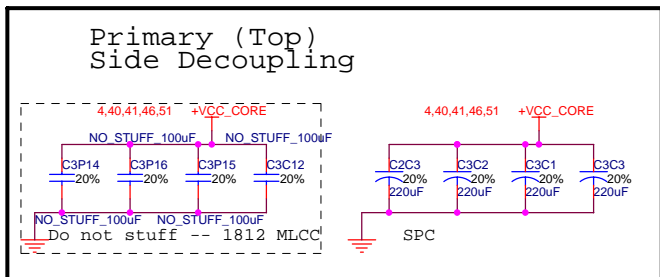 Primary (Top)
Side Decoupling
4,40,41,46,51 +VCC_CORE
4,40,41,46,51 +VCC_CORE
NO_STUFF_100uF NO_STUFF_100uF
C3P14 C3P16 C3P15 C3C12
20% 20% 20% 20%
C2C3 C3C2 C3C1 C3C3
20% 20% 20% 20%
220uF 220uF 220uF 220uF
NO_STUFF_100uF NO_STUFF_100uF
Do not stuff -- 1812 MLCC
SPC